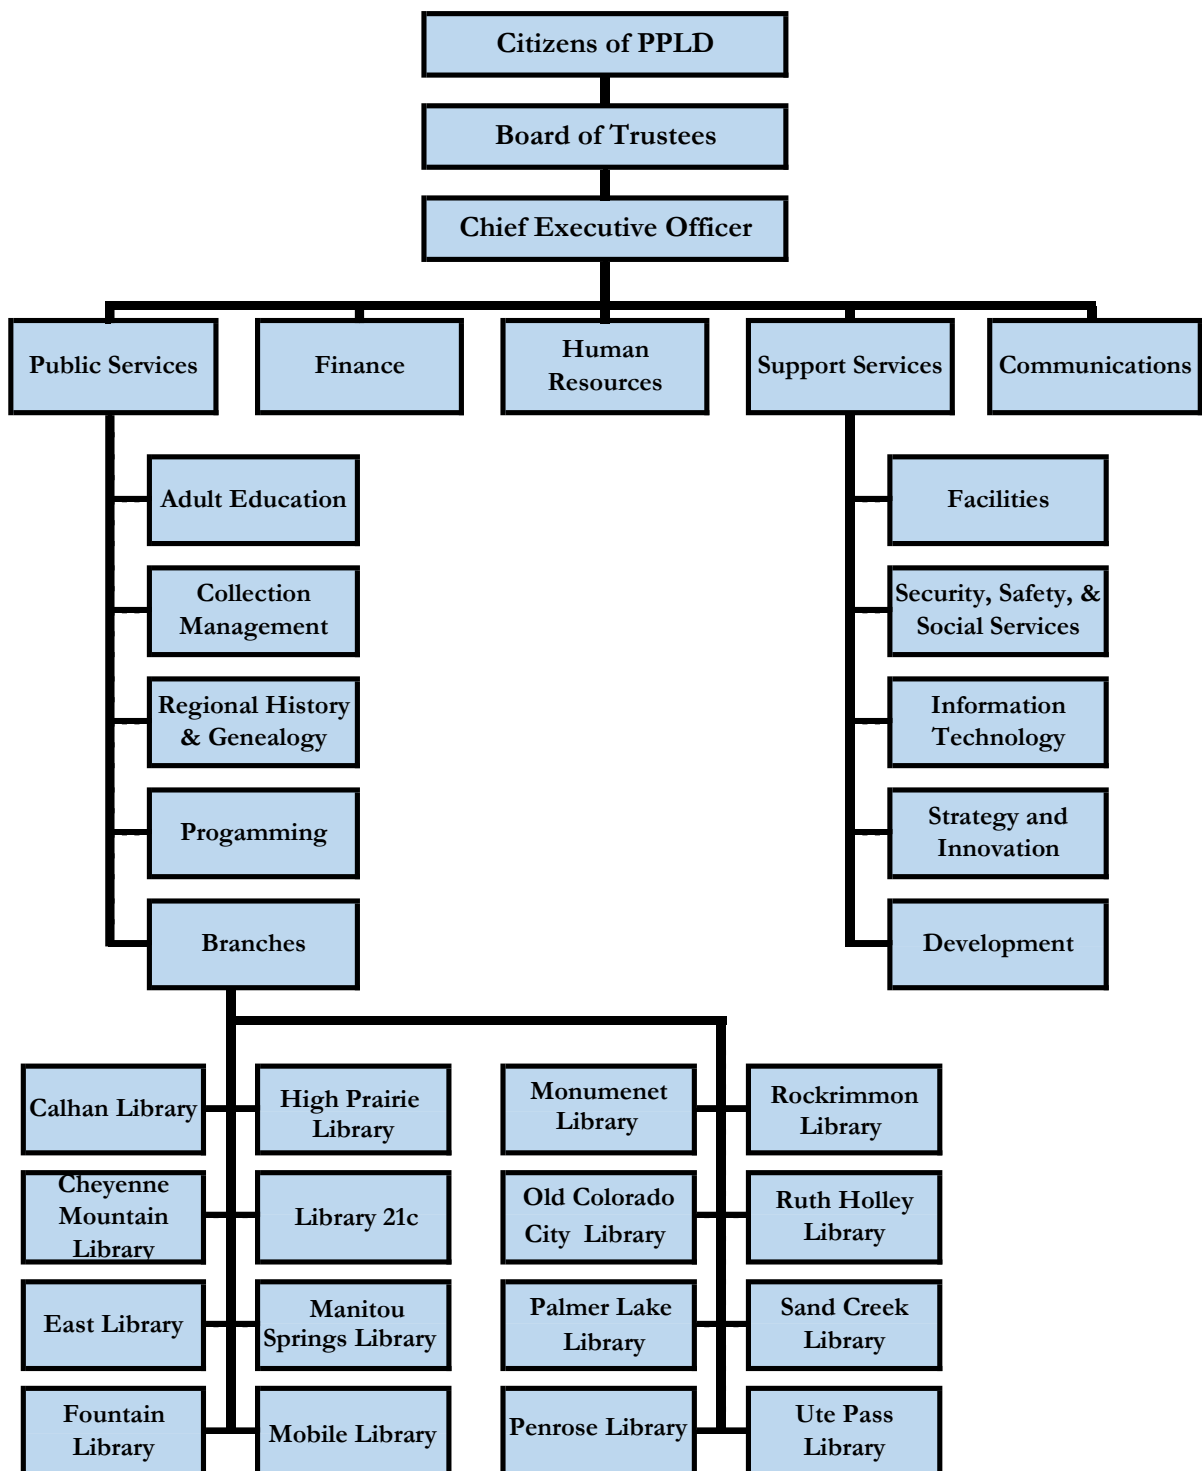 Citizens of PPLD
Board of Trustees
Chief Executive Officer
Public Services
Finance
Human
Resources
Support Services
Communications
Adult Education
Collection
Management
Regional History
& Genealogy
Progamming
Branches
Facilities
Security, Safety, &
Social Services
Information
Technology
Strategy and
Innovation
Development
Calhan Library
High Prairie
Library
Monumenet
Library
Rockrimmon
Library
Cheyenne
Mountain
Library
Library 21c
Old Colorado
City Library
Ruth Holley
Library
East Library
Manitou
Springs Library
Palmer Lake
Library
Sand Creek
Library
Fountain
Library
Mobile Library
Penrose Library
Ute Pass
Library